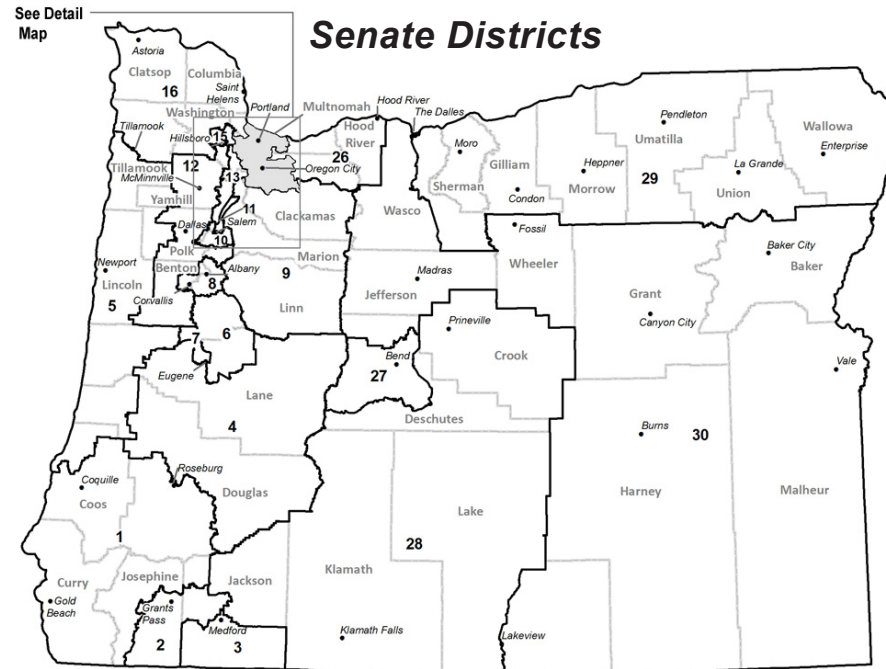 See Detail
Map
Senate Districts
Astoria
Clatsop
Columbia
16
Saint
Helens
Portland
Multnomah
Hood River
The Dalles
Washington
Tillamook
Hillsboro
15
Hood
River
26
Oregon City
Moro
Sherman
Gilliam
Condon
Heppner
Morrow
Pendleton
Umatilla
29
La Grande
Union
Wallowa
Enterprise
Tillamook
12
McMinnville
13
Yamhill
11
Salem
Clackamas
Wasco
Dallas
10
Polk
Marion
Fossil
Wheeler
Baker City
Baker
Newport
Lincoln
5
Benton
Albany
8
Corvallis
9
Linn
Madras
Jefferson
Grant
Canyon City
7
6
Eugene
Prineville
Crook
Bend
27
Vale
Lane
4
Deschutes
Burns
30
Roseburg
Coquille
Coos
Douglas
Lake
Harney
Malheur
1
28
Curry
Josephine
Jackson
Klamath
Gold
Beach
Grants
Pass
2
Medford
3
Klamath Falls
Lakeview